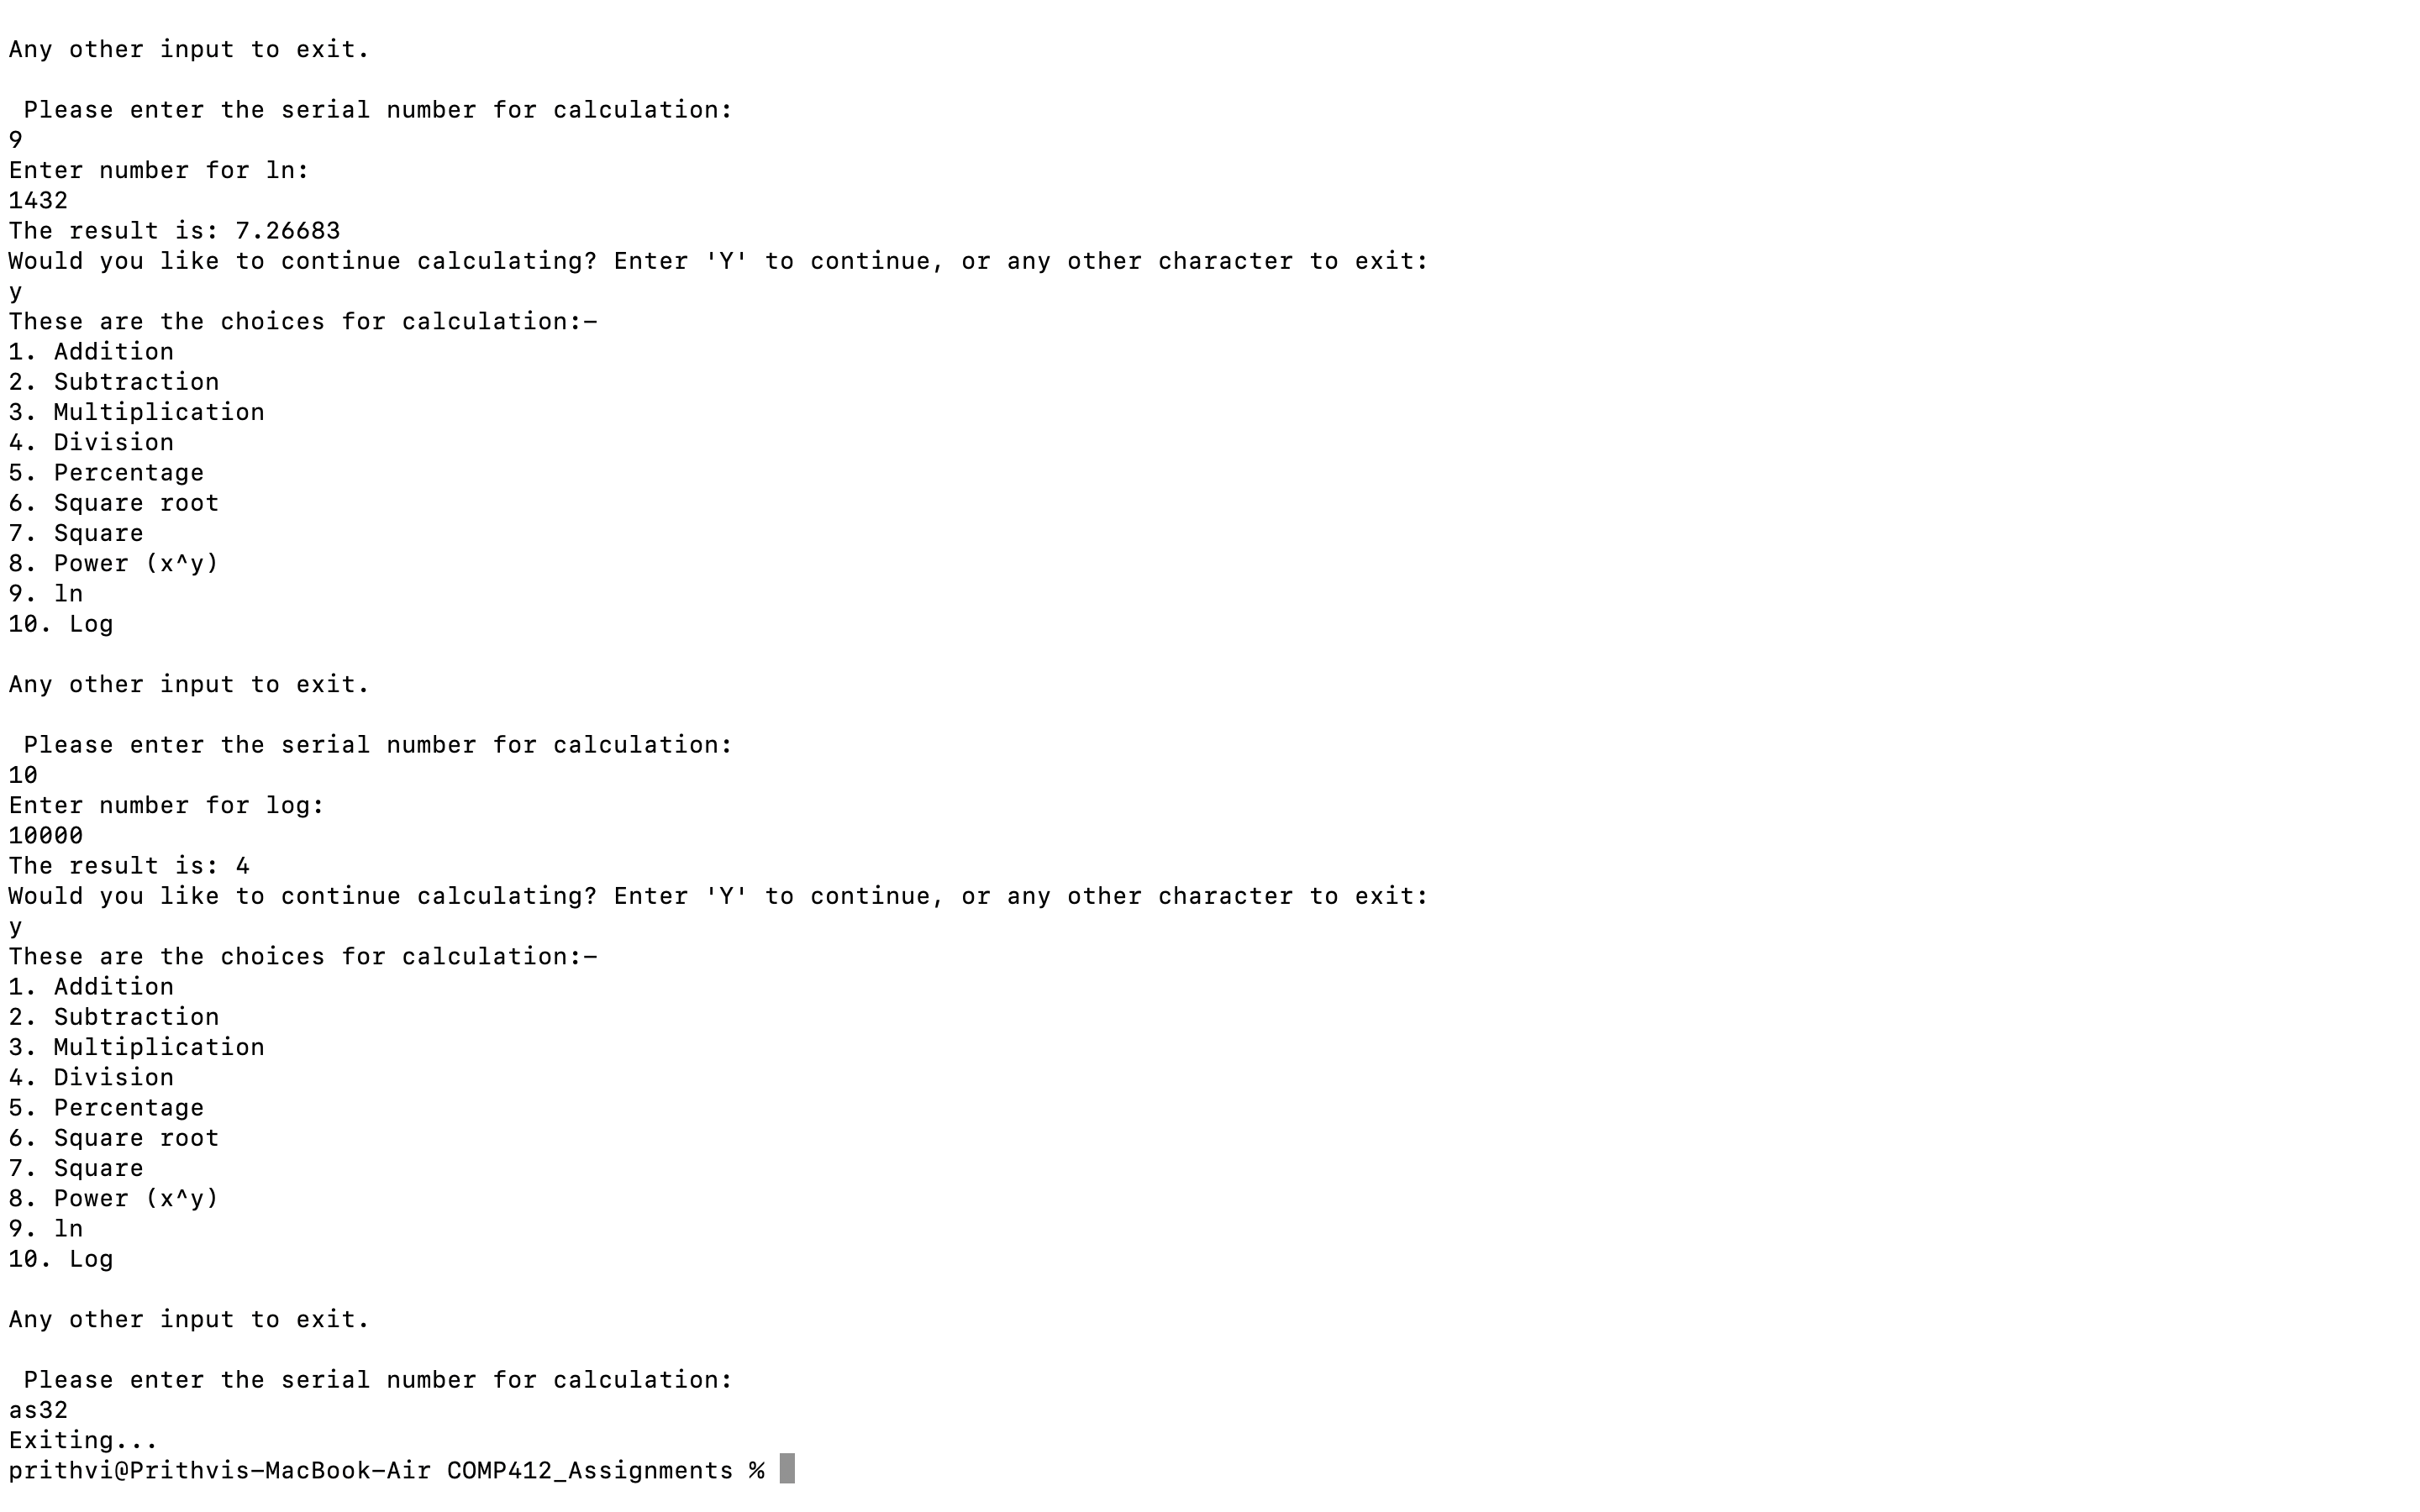 Any other input to exit.
Please enter the serial number for calculation:
9
Enter number for ln:
1432
The result is: 7.26683
Would you like to continue calculating? Enter 'Y' to continue, or any other character to exit:
y
These are the choices for calculation:-
1. Addition
2. Subtraction
3. Multiplication
4. Division
5. Percentage
6. Square root
7. Square
8. Power (x^y)
9. ln
10. Log
Any other input to exit.
Please enter the serial number for calculation:
10
Enter number for log:
10000
The result is: 4
Would you like to continue calculating? Enter 'Y' to continue, or any other character to exit:
y
These are the choices for calculation:-
1. Addition
2. Subtraction
3. Multiplication
4. Division
5. Percentage
6. Square root
7. Square
8. Power (x^y)
9. ln
10. Log
Any other input to exit.
Please enter the serial number for calculation:
as32
Exiting...
prithvi@Prithvis-MacBook-Air COMP412_Assignments %